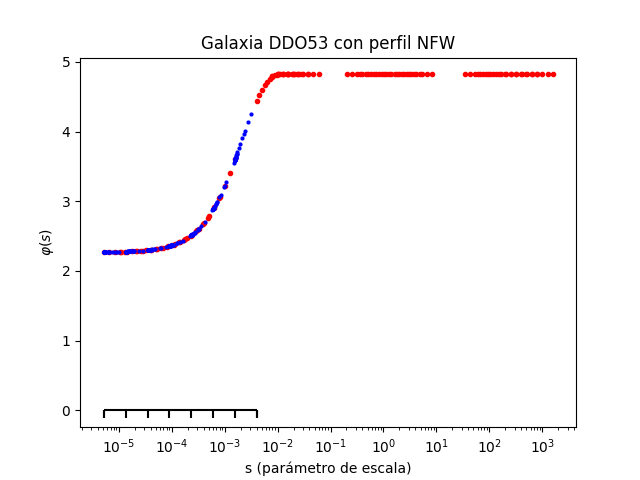 Galaxia DDO53 con perfil NFW
5
4
3
2
1
0
φ(s)
10⁻⁵ 10⁻⁴ 10⁻³ 10⁻² 10⁻¹ 10⁰ 10¹ 10² 10³
s (parámetro de escala)